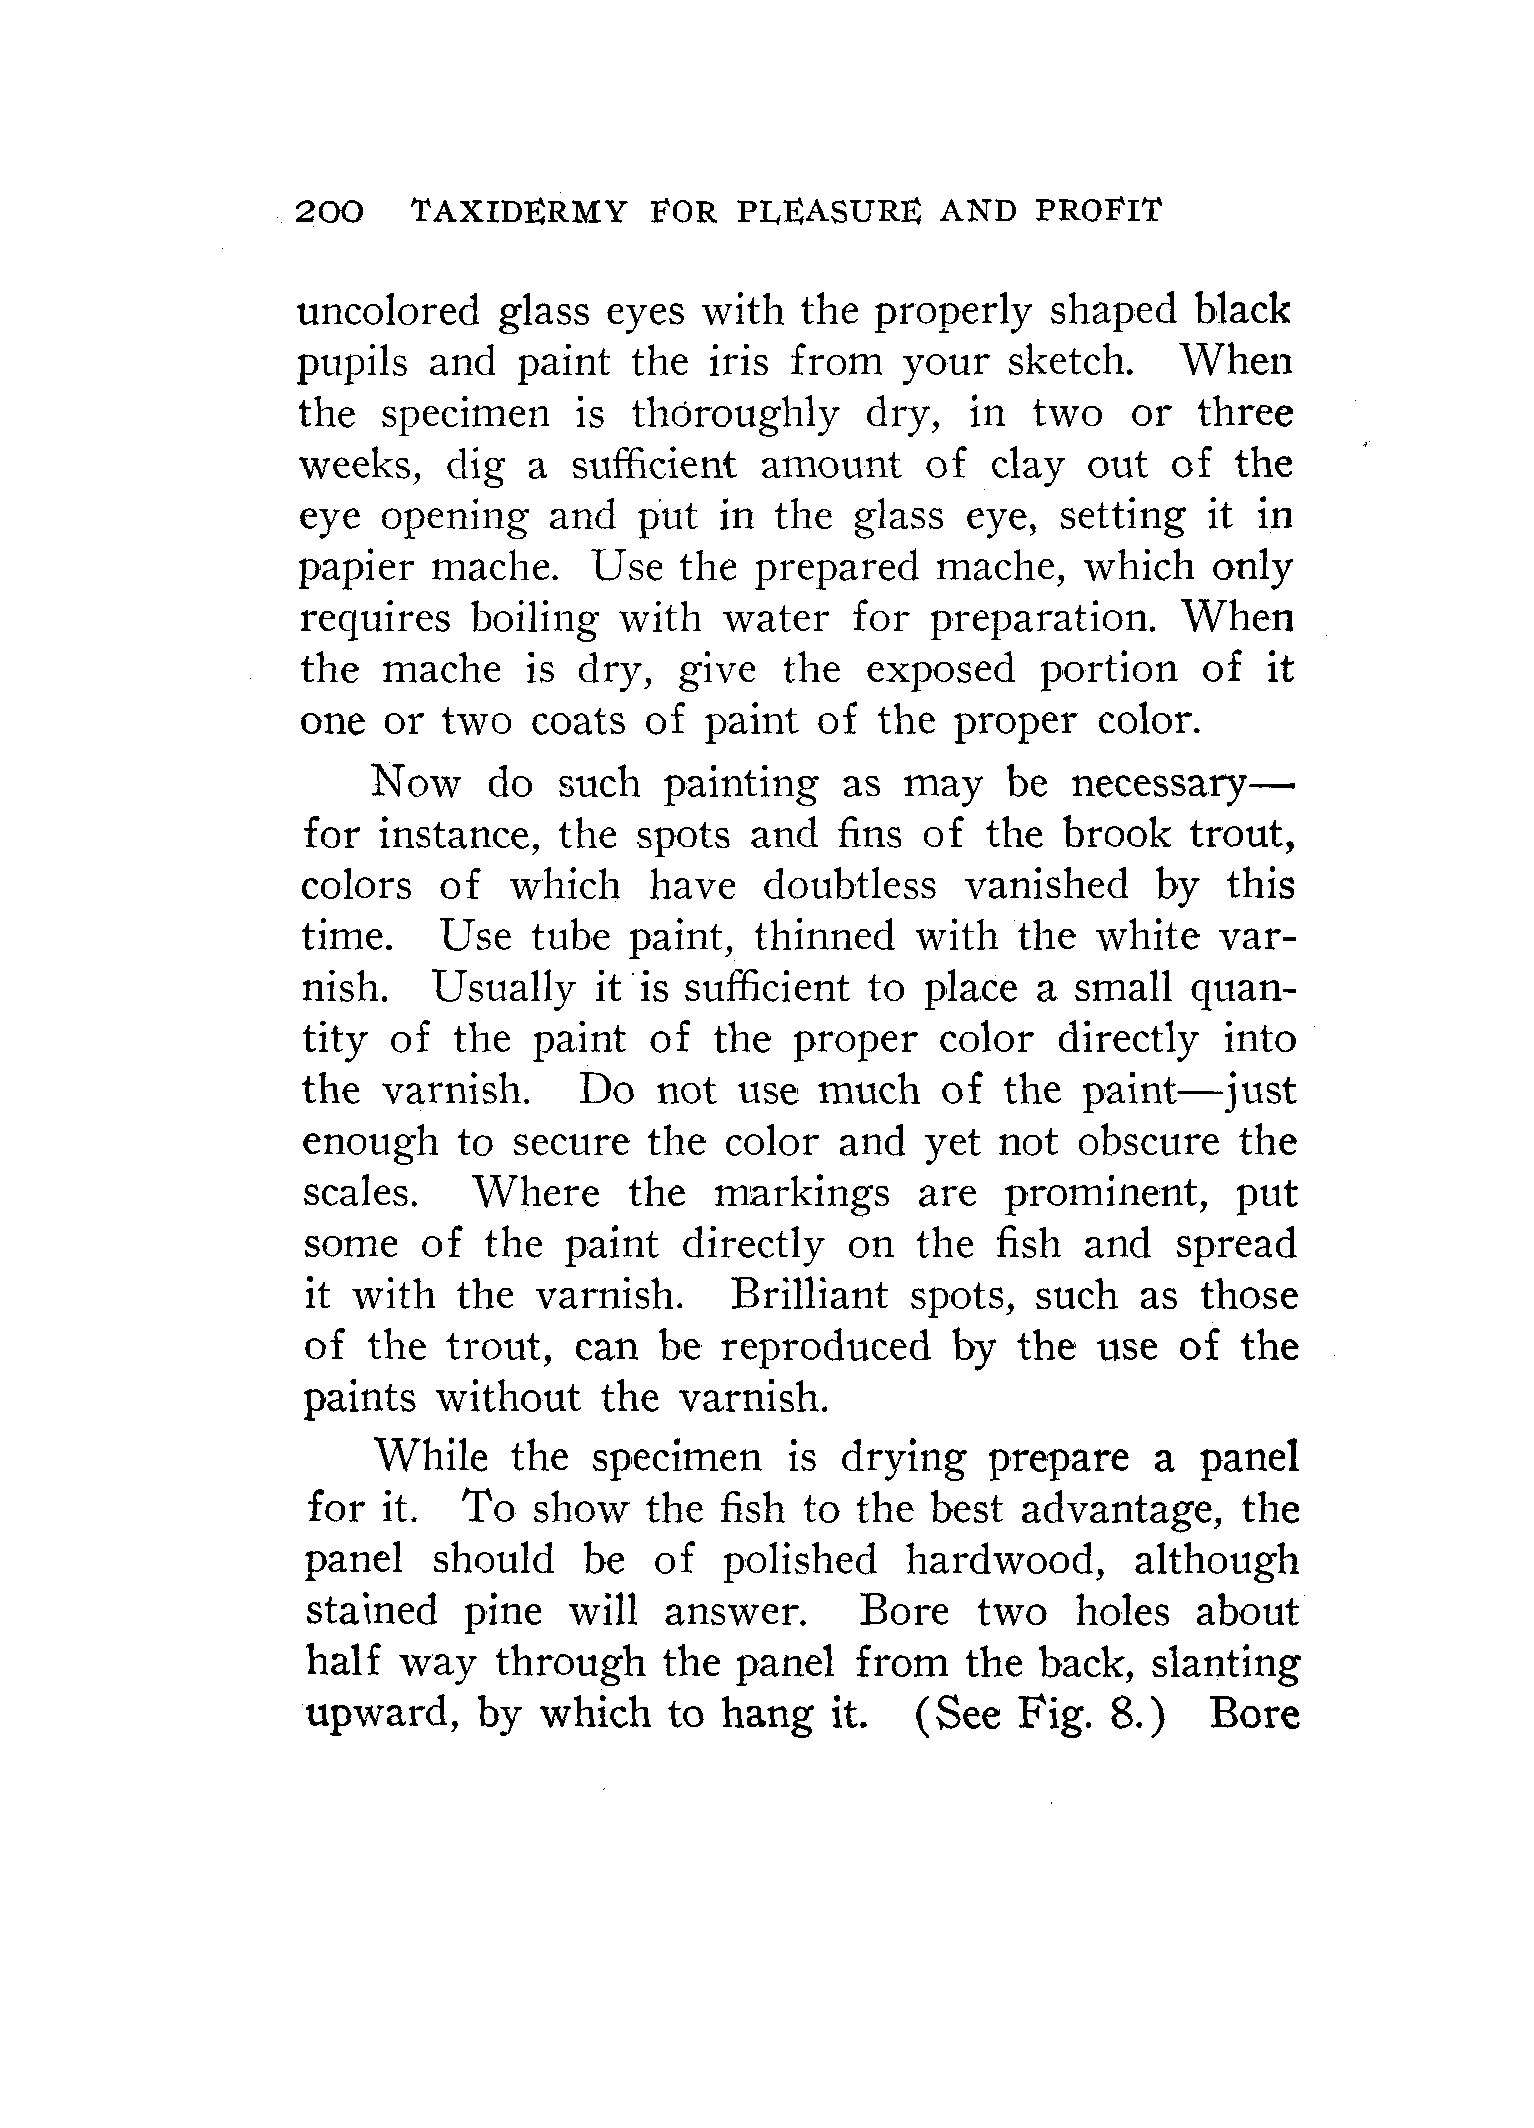 200 TAXIDERMY FOR PLEASURE AND PROFIT
uncolored glass eyes with the properly shaped black
pupils and paint the iris from your sketch. When
the specimen is thoroughly dry, in two or three
weeks, dig a sufficient amount of clay out of the
eye opening and put in the glass eye, setting it in
papier mache. Use the prepared mache, which only
requires boiling with water for preparation. When
the mache is dry, give the exposed portion of it
one or two coats of paint of the proper color.
Now do such painting as may be necessary—
for instance, the spots and fins of the brook trout,
colors of which have doubtless vanished by this
time. Use tube paint, thinned with the white var-
nish. Usually it is sufficient to place a small quan-
tity of the paint of the proper color directly into
the varnish. Do not use much of the paint—just
enough to secure the color and yet not obscure the
scales. Where the markings are prominent, put
some of the paint directly on the fish and spread
it with the varnish. Brilliant spots, such as those
of the trout, can be reproduced by the use of the
paints without the varnish.
While the specimen is drying prepare a panel
for it. To show the fish to the best advantage, the
panel should be of polished hardwood, although
stained pine will answer. Bore two holes about
half way through the panel from the back, slanting
upward, by which to hang it. (See Fig. 8.) Bore